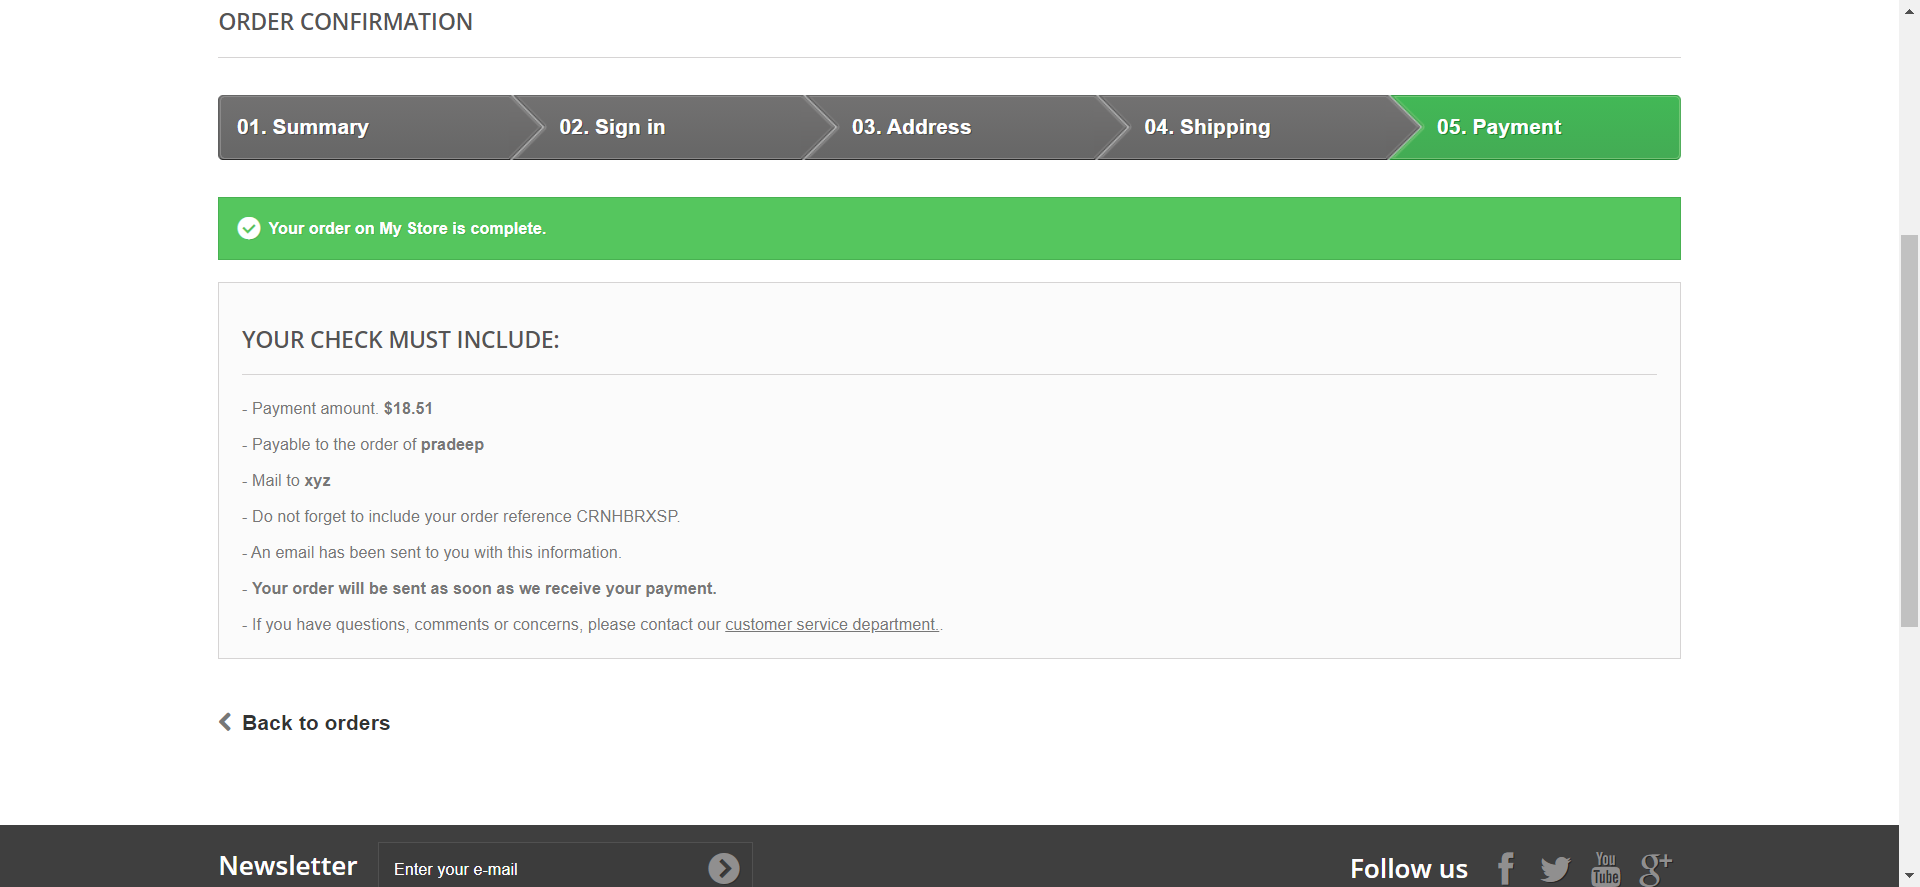 ORDER CONFIRMATION
01. Summary
02. Sign in
03. Address
04. Shipping
05. Payment
Your order on My Store is complete.
YOUR CHECK MUST INCLUDE:
- Payment amount. $18.51
- Payable to the order of pradeep
- Mail to xyz
- Do not forget to include your order reference CRNHBRXSP.
- An email has been sent to you with this information.
- Your order will be sent as soon as we receive your payment.
- If you have questions, comments or concerns, please contact our customer service department..
Back to orders
Newsletter
Enter your e-mail
Follow us
You
Tube
g+